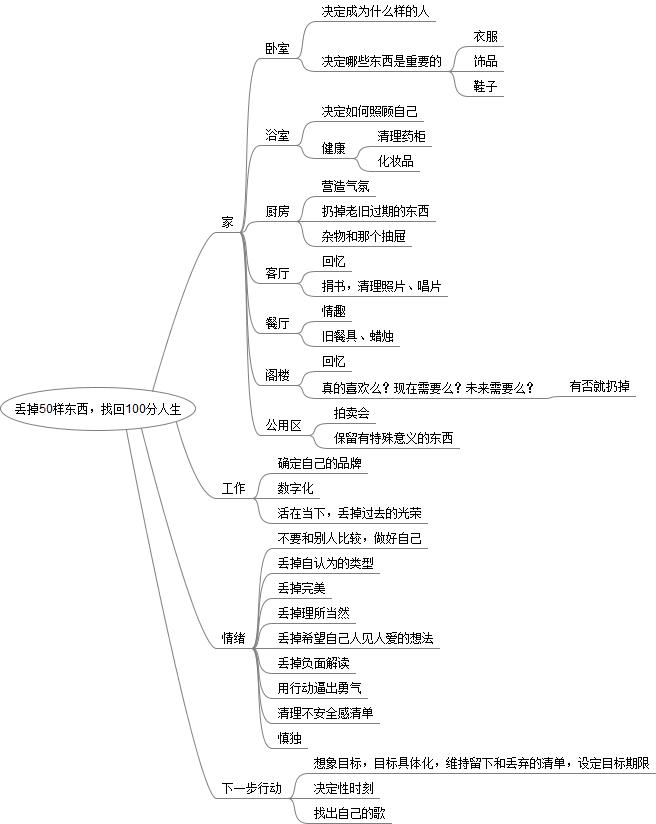 丢掉50样东西，找回100分人生
家
卧室
决定成为什么样的人
决定哪些东西是重要的
衣服
饰品
鞋子
浴室
决定如何照顾自己
健康
清理药柜
化妆品
厨房
营造气氛
扔掉老旧过期的东西
杂物和那个抽屉
客厅
回忆
捐书，清理照片、唱片
餐厅
情趣
旧餐具、蜡烛
阁楼
回忆
真的喜欢么？现在需要么？未来需要么？
有否就扔掉
公用区
拍卖会
保留有特殊意义的东西
工作
确定自己的品牌
数字化
活在当下，丢掉过去的光荣
情绪
不要和别人比较，做好自己
丢掉自认为的类型
丢掉完美
丢掉理所当然
丢掉希望自己人见人爱的想法
丢掉负面解读
用行动逼出勇气
清理不安全感清单
慎独
下一步行动
想象目标，目标具体化，维持留下和丢弃的清单，设定目标期限
决定性时刻
找出自己的歌